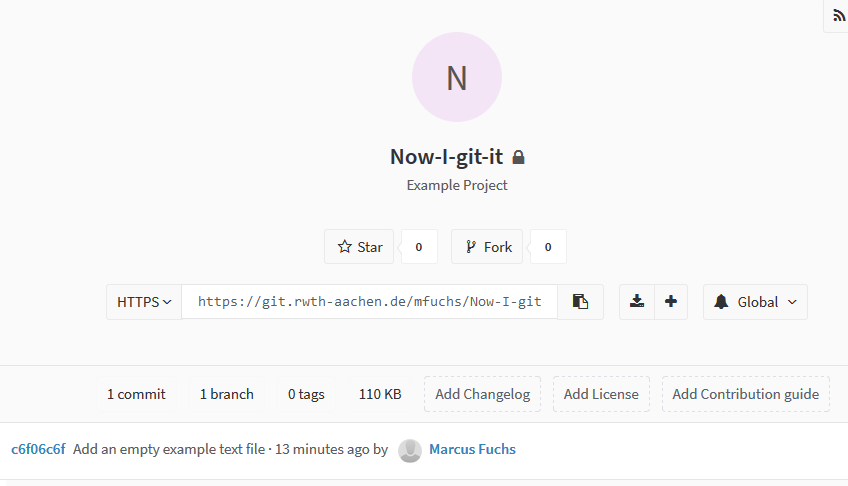 N
Now-I-git-it
Example Project
Star 0 Fork 0
HTTPS https://git.rwth-aachen.de/mfuchs/Now-I-git Global
1 commit 1 branch 0 tags 110 KB Add Changelog Add License Add Contribution guide
c6f06c6f Add an empty example text file · 13 minutes ago by Marcus Fuchs